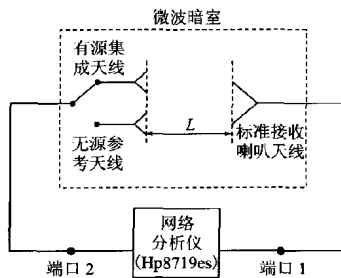 微波暗室
有源集
成天线
L
标准接收
喇叭天线
无源参
考天线
网络
分析仪
(Hp8719es)
端口2
端口1